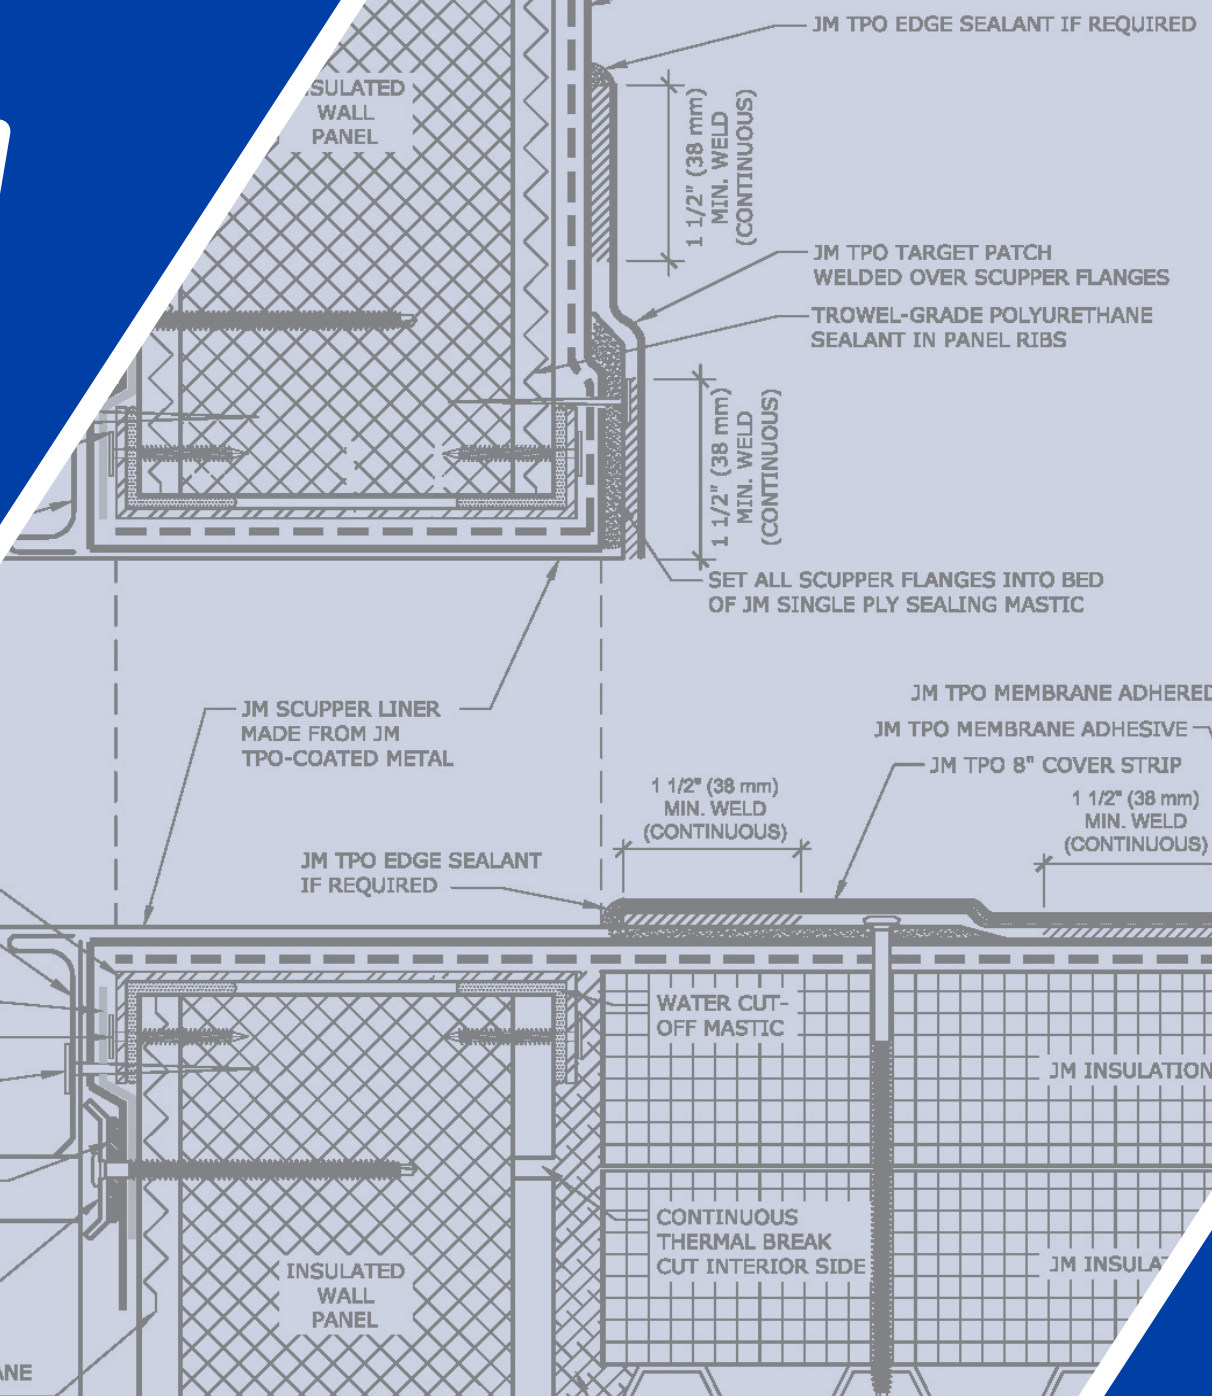 JM TPO EDGE SEALANT IF REQUIRED
SULATED
WALL
PANEL
1 1/2" (38 mm)
MIN. WELD
(CONTINUOUS)
JM TPO TARGET PATCH
WELDED OVER SCUPPER FLANGES
TROWEL-GRADE POLYURETHANE
SEALANT IN PANEL RIBS
1 1/2" (38 mm)
MIN. WELD
(CONTINUOUS)
SET ALL SCUPPER FLANGES INTO BED
OF JM SINGLE PLY SEALING MASTIC
JM SCUPPER LINER
MADE FROM JM
TPO-COATED METAL
JM TPO MEMBRANE ADHERED
JM TPO MEMBRANE ADHESIVE
JM TPO 8" COVER STRIP
1 1/2" (38 mm)
MIN. WELD
(CONTINUOUS)
1 1/2" (38 mm)
MIN. WELD
(CONTINUOUS)
JM TPO EDGE SEALANT
IF REQUIRED
WATER CUT-
OFF MASTIC
JM INSULATION
CONTINUOUS
THERMAL BREAK
CUT INTERIOR SIDE
JM INSULA
INSULATED
WALL
PANEL
ANE